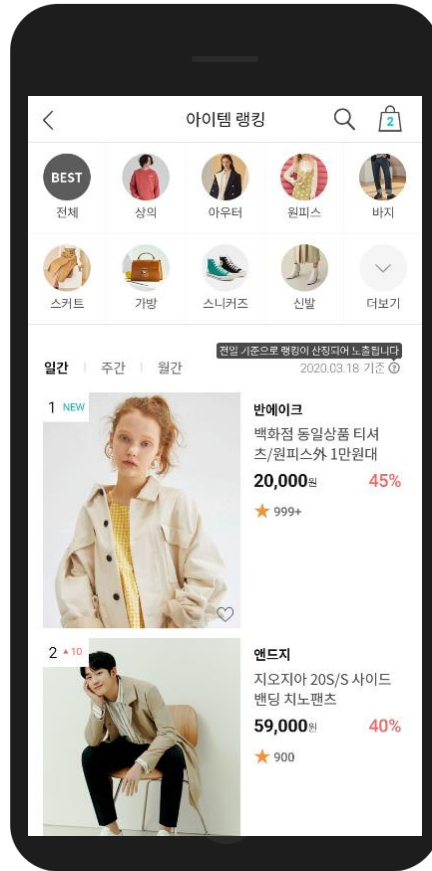 아이템 랭킹
2
BEST
전체
상의
아우터
원피스
바지
스커트
가방
스니커즈
신발
더보기
전일 기준으로 랭킹이 산정되어 노출됩니다
일간
주간
월간
2020.03.18 기준 ?
1 NEW
반에이크
백화점 동일상품 티셔
츠/원피스外 1만원대
20,000원 45%
★ 999+
2 ▲10
앤드지
지오지아 20S/S 사이드
밴딩 치노팬츠
59,000원 40%
★ 900